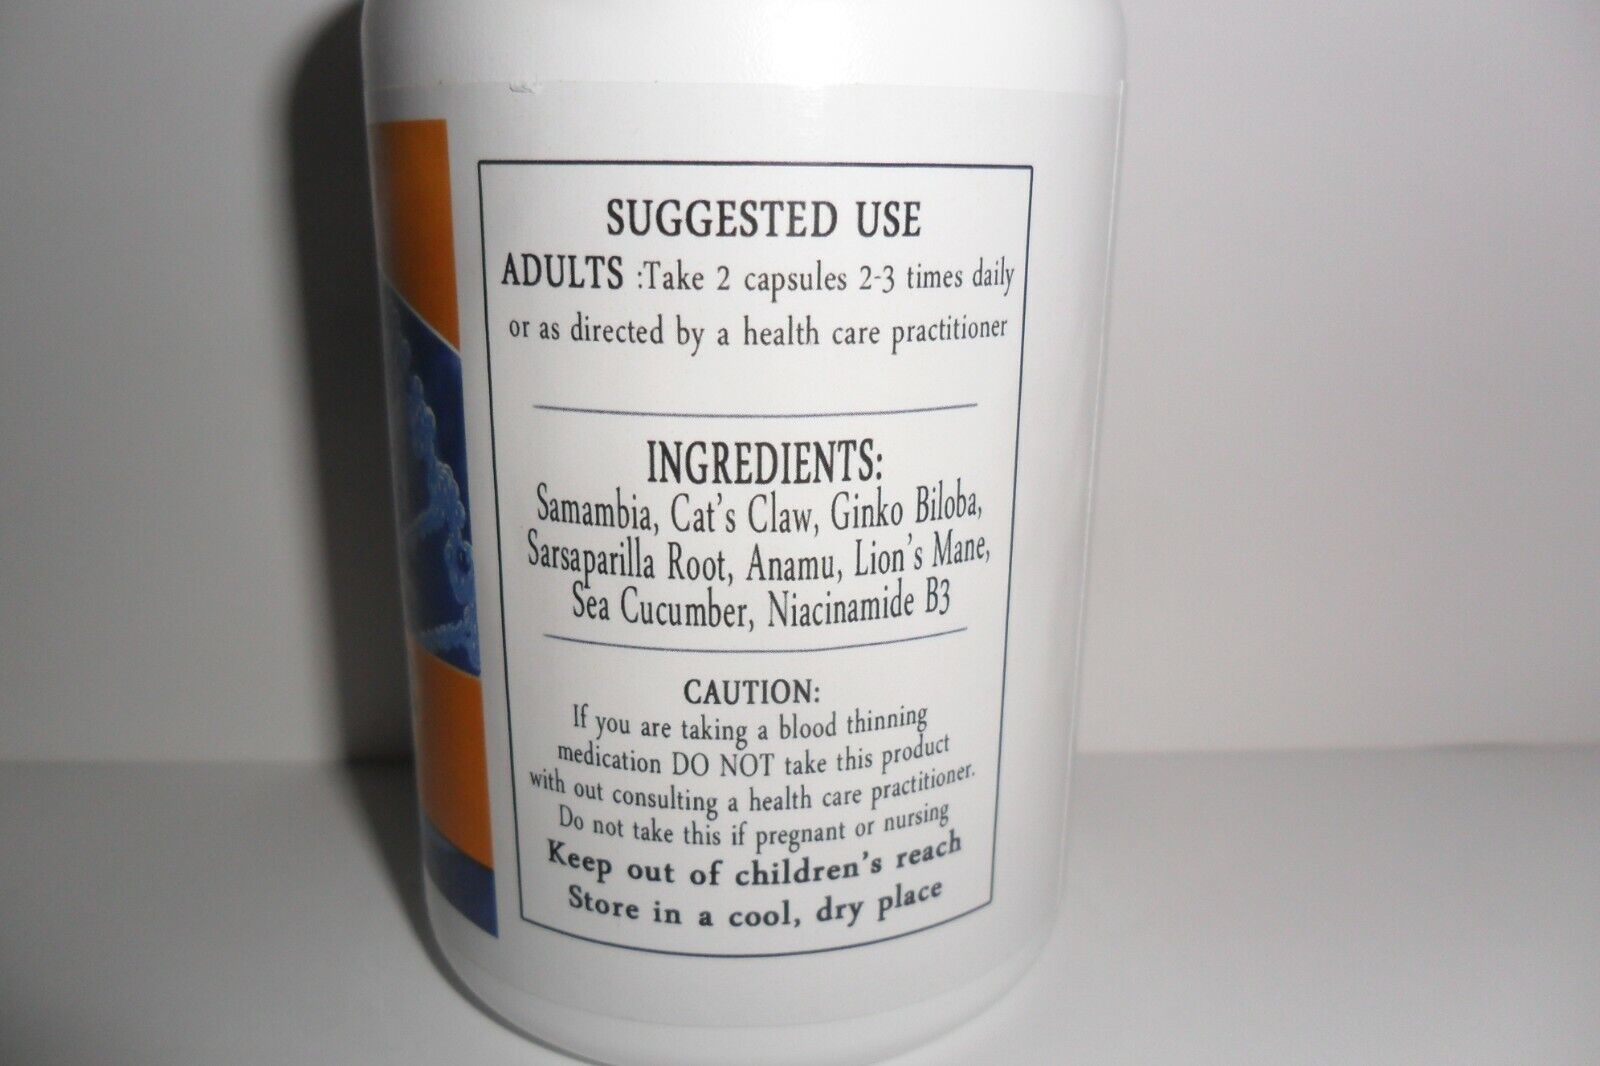 SUGGESTED USE
ADULTS :Take 2 capsules 2-3 times daily
or as directed by a health care practitioner
INGREDIENTS:
Samambia, Cat's Claw, Ginko Biloba,
Sarsaparilla Root, Anamu, Lion's Mane,
Sea Cucumber, Niacinamide B3
CAUTION:
If you are taking a blood thinning
medication DO NOT take this product
with out consulting a health care practitioner.
Do not take this if pregnant or nursing
Keep out of children's reach
Store in a cool, dry place